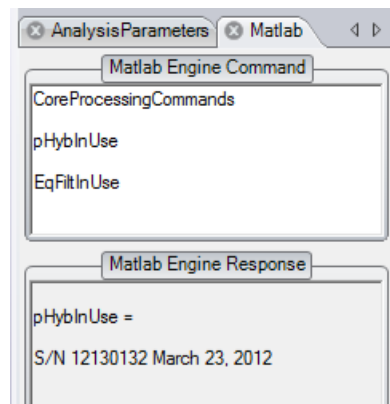 AnalysisParameters Matlab
Matlab Engine Command
CoreProcessingCommands
pHybInUse
EqFiltInUse
Matlab Engine Response
pHybInUse =
S/N 12130132 March 23, 2012